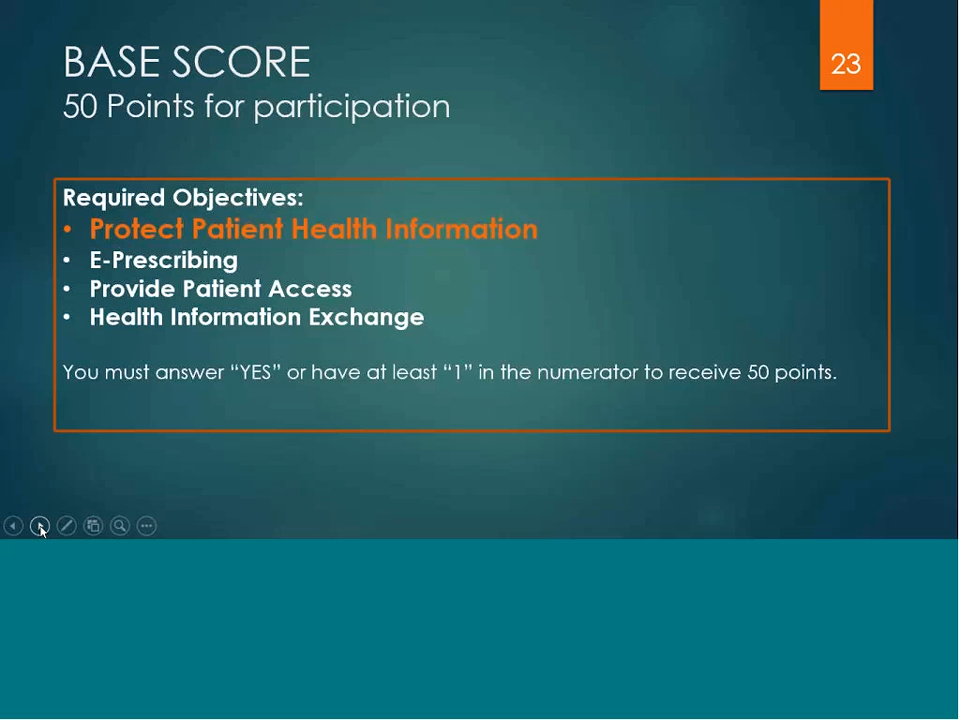 BASE SCORE
50 Points for participation
23
Required Objectives:
• Protect Patient Health Information
• E-Prescribing
• Provide Patient Access
• Health Information Exchange
You must answer “YES” or have at least “1” in the numerator to receive 50 points.